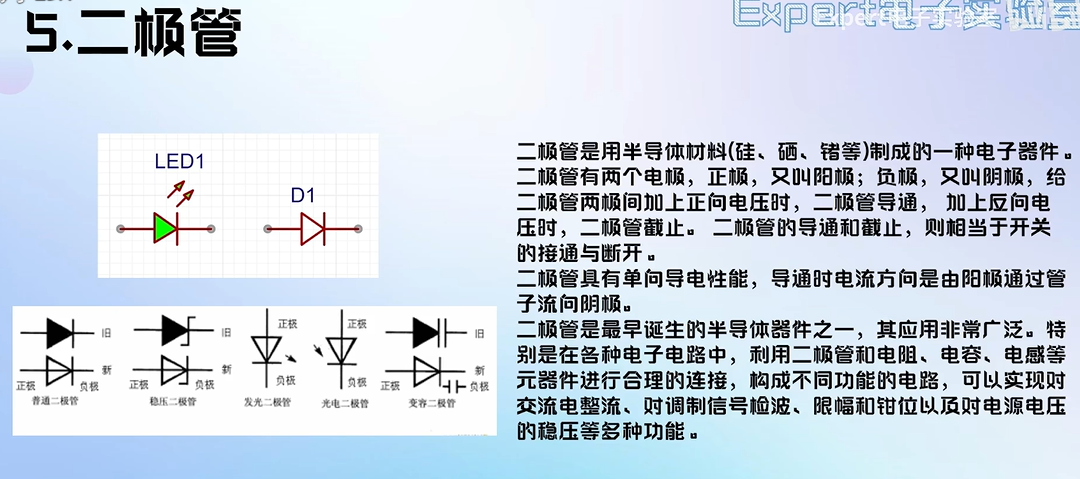 5.二极管
Expert电子实验室
LED1
D1
旧
新
正极
负极
普通二极管
旧
新
正极
负极
稳压二极管
正极
负极
发光二极管
正极
负极
光电二极管
旧
新
正极
负极
变容二极管
二极管是用半导体材料(硅、硒、锗等)制成的一种电子器件。
二极管有两个电极，正极，又叫阳极；负极，又叫阴极，给
二极管两极间加上正向电压时，二极管导通， 加上反向电
压时，二极管截止。 二极管的导通和截止，则相当于开关
的接通与断开。
二极管具有单向导电性能，导通时电流方向是由阳极通过管
子流向阴极。
二极管是最早诞生的半导体器件之一，其应用非常广泛。特
别是在各种电子电路中，利用二极管和电阻、电容、电感等
元器件进行合理的连接，构成不同功能的电路，可以实现对
交流电整流、对调制信号检波、限幅和钳位以及对电源电压
的稳压等多种功能。